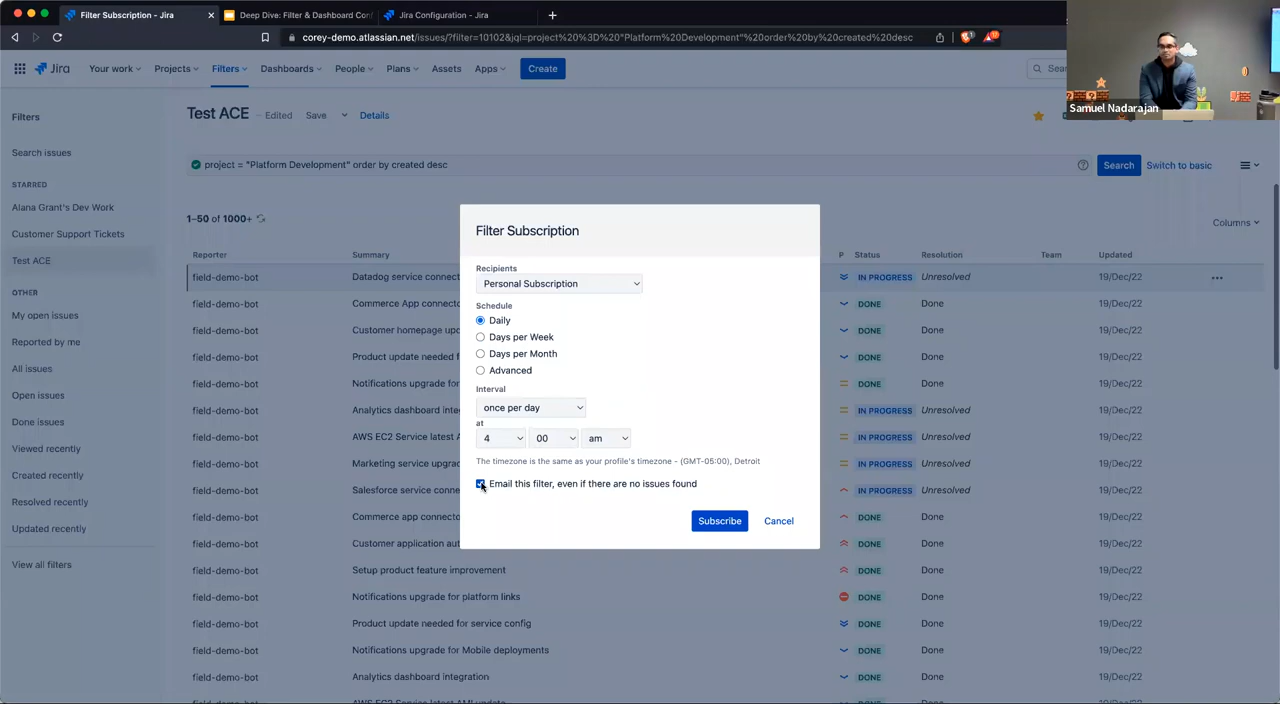 Filter Subscription - Jira
Deep Dive: Filter & Dashboard Con
Jira Configuration - Jira
corey-demo.atlassian.net/issues/?filter=10102&jql=project%20%3D%20"Platform%20Development"%20order%20by%20created%20desc
Jira
Your work
Projects
Filters
Dashboards
People
Plans
Assets
Apps
Create
Samuel Nadarajan
Filters
Search issues
STARRED
Alana Grant's Dev Work
Customer Support Tickets
Test ACE
OTHER
My open issues
Reported by me
All issues
Open issues
Done issues
Viewed recently
Created recently
Resolved recently
Updated recently
View all filters
Test ACE
Edited
Save
Details
project = "Platform Development" order by created desc
Search
Switch to basic
1-50 of 1000+
Columns
Reporter Summary P Status Resolution Team Updated
field-demo-bot Datadog service connect IN PROGRESS Unresolved 19/Dec/22
field-demo-bot Commerce App connecto DONE Done 19/Dec/22
field-demo-bot Customer homepage up DONE Done 19/Dec/22
field-demo-bot Product update needed f DONE Done 19/Dec/22
field-demo-bot Notifications upgrade for DONE Done 19/Dec/22
field-demo-bot Analytics dashboard inte IN PROGRESS Unresolved 19/Dec/22
field-demo-bot AWS EC2 Service latest A IN PROGRESS Unresolved 19/Dec/22
field-demo-bot Marketing service upgra IN PROGRESS Unresolved 19/Dec/22
field-demo-bot Salesforce service conne IN PROGRESS Unresolved 19/Dec/22
field-demo-bot Commerce app connecto DONE Done 19/Dec/22
field-demo-bot Customer application aut DONE Done 19/Dec/22
field-demo-bot Setup product feature improvement DONE Done 19/Dec/22
field-demo-bot Notifications upgrade for platform links DONE Done 19/Dec/22
field-demo-bot Product update needed for service config DONE Done 19/Dec/22
field-demo-bot Notifications upgrade for Mobile deployments DONE Done 19/Dec/22
field-demo-bot Analytics dashboard integration DONE Done 19/Dec/22
Filter Subscription
Recipients
Personal Subscription
Schedule
Daily
Days per Week
Days per Month
Advanced
Interval
once per day
at
4 00 am
The timezone is the same as your profile's timezone - (GMT-05:00), Detroit
Email this filter, even if there are no issues found
Subscribe
Cancel